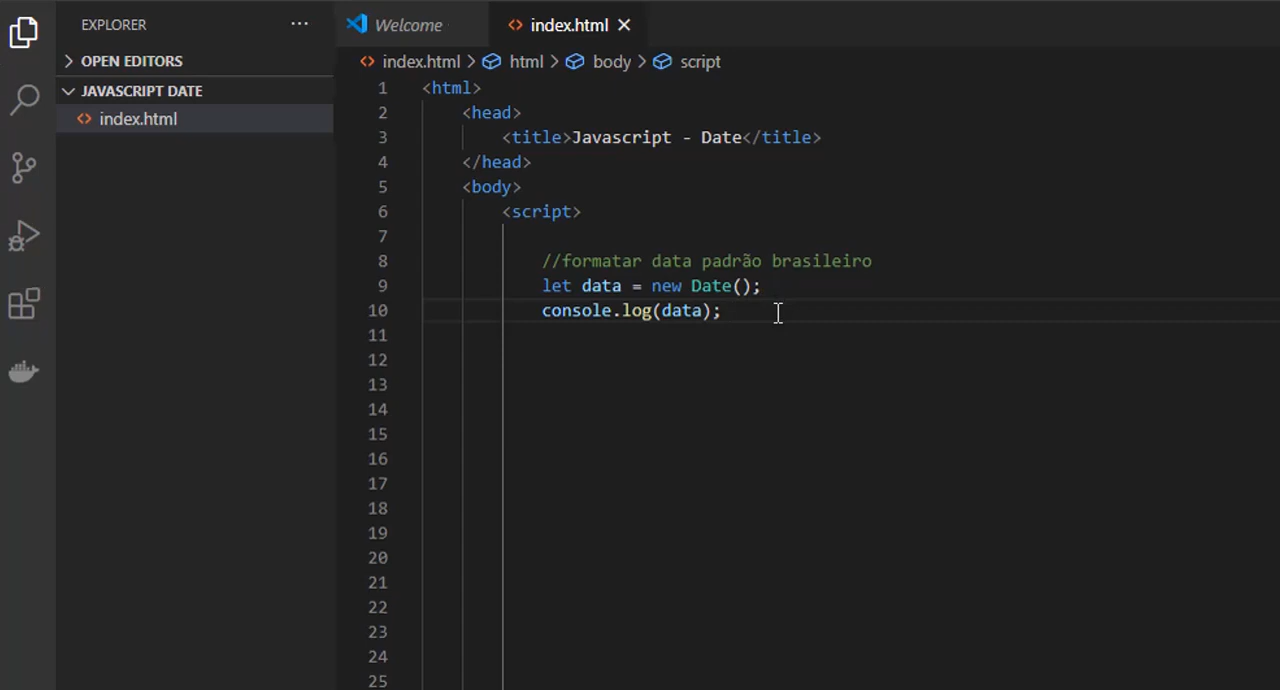 EXPLORER ···
OPEN EDITORS
JAVASCRIPT DATE
index.html
Welcome
index.html
index.html > html > body > script
1 <html>
2 <head>
3 <title>Javascript - Date</title>
4 </head>
5 <body>
6 <script>
7
8 //formatar data padrão brasileiro
9 let data = new Date();
10 console.log(data);
11
12
13
14
15
16
17
18
19
20
21
22
23
24
25